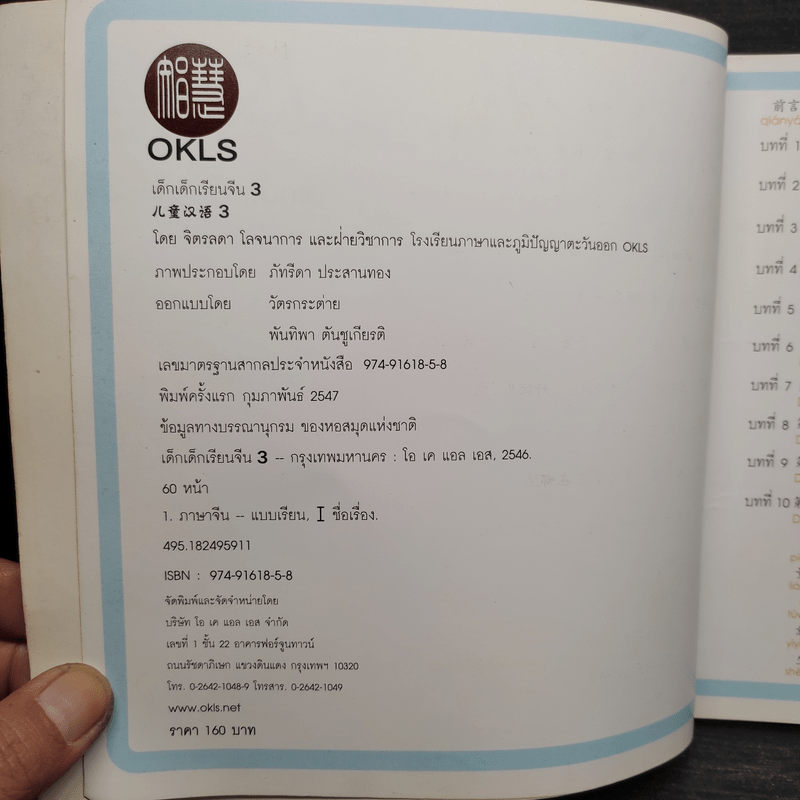 智慧
OKLS
เด็กเด็กเรียนจีน 3
儿童汉语 3
โดย จิตรลดา โลจนาการ และฝ่ายวิชาการ โรงเรียนภาษาและภูมิปัญญาตะวันออก OKLS
ภาพประกอบโดย ภัทรีดา ประสานทอง
ออกแบบโดย วัตรกระต่าย
พันทิพา ตันชูเกียรติ
เลขมาตรฐานสากลประจำหนังสือ 974-91618-5-8
พิมพ์ครั้งแรก กุมภาพันธ์ 2547
ข้อมูลทางบรรณานุกรม ของหอสมุดแห่งชาติ
เด็กเด็กเรียนจีน 3 -- กรุงเทพมหานคร : โอ เค แอล เอส, 2546.
60 หน้า
1. ภาษาจีน -- แบบเรียน, I ชื่อเรื่อง.
495.182495911
ISBN : 974-91618-5-8
จัดพิมพ์และจัดจำหน่ายโดย
บริษัท โอ เค แอล เอส จำกัด
เลขที่ 1 ชั้น 22 อาคารฟอร์จูนทาวน์
ถนนรัชดาภิเษก แขวงดินแดง กรุงเทพฯ 10320
โทร. 0-2642-1048-9 โทรสาร. 0-2642-1049
www.okls.net
ราคา 160 บาท
前言
บทที่ 1
บทที่ 2
บทที่ 3
บทที่ 4
บทที่ 5
บทที่ 6
บทที่ 7
บทที่ 8
บทที่ 9
บทที่ 10